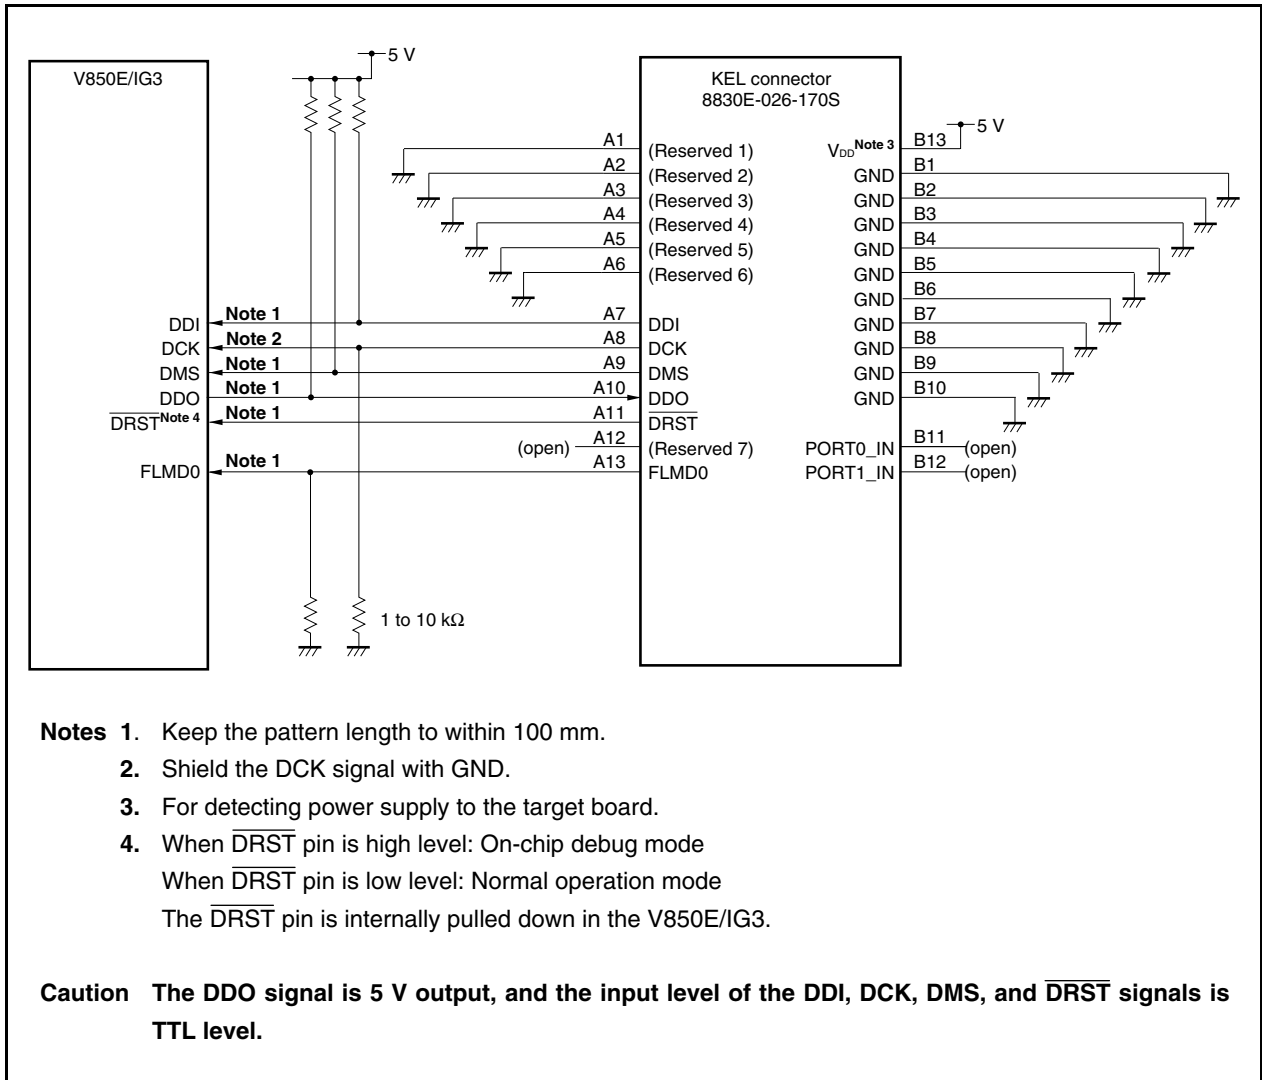 5 V
V850E/IG3
KEL connector
8830E-026-170S
5 V
A1 (Reserved 1) VDD Note 3 B13
A2 (Reserved 2) GND B1
A3 (Reserved 3) GND B2
A4 (Reserved 4) GND B3
A5 (Reserved 5) GND B4
A6 (Reserved 6) GND B5
GND B6
DDI Note 1 A7 DDI GND B7
DCK Note 2 A8 DCK GND B8
DMS Note 1 A9 DMS GND B9
DDO Note 1 A10 DDO GND B10
DRST Note 4 Note 1 A11 DRST
(open) A12 (Reserved 7) PORT0_IN B11 (open)
FLMD0 Note 1 A13 FLMD0 PORT1_IN B12 (open)
1 to 10 kΩ
Notes 1. Keep the pattern length to within 100 mm.
2. Shield the DCK signal with GND.
3. For detecting power supply to the target board.
4. When DRST pin is high level: On-chip debug mode
When DRST pin is low level: Normal operation mode
The DRST pin is internally pulled down in the V850E/IG3.
Caution The DDO signal is 5 V output, and the input level of the DDI, DCK, DMS, and DRST signals is
TTL level.